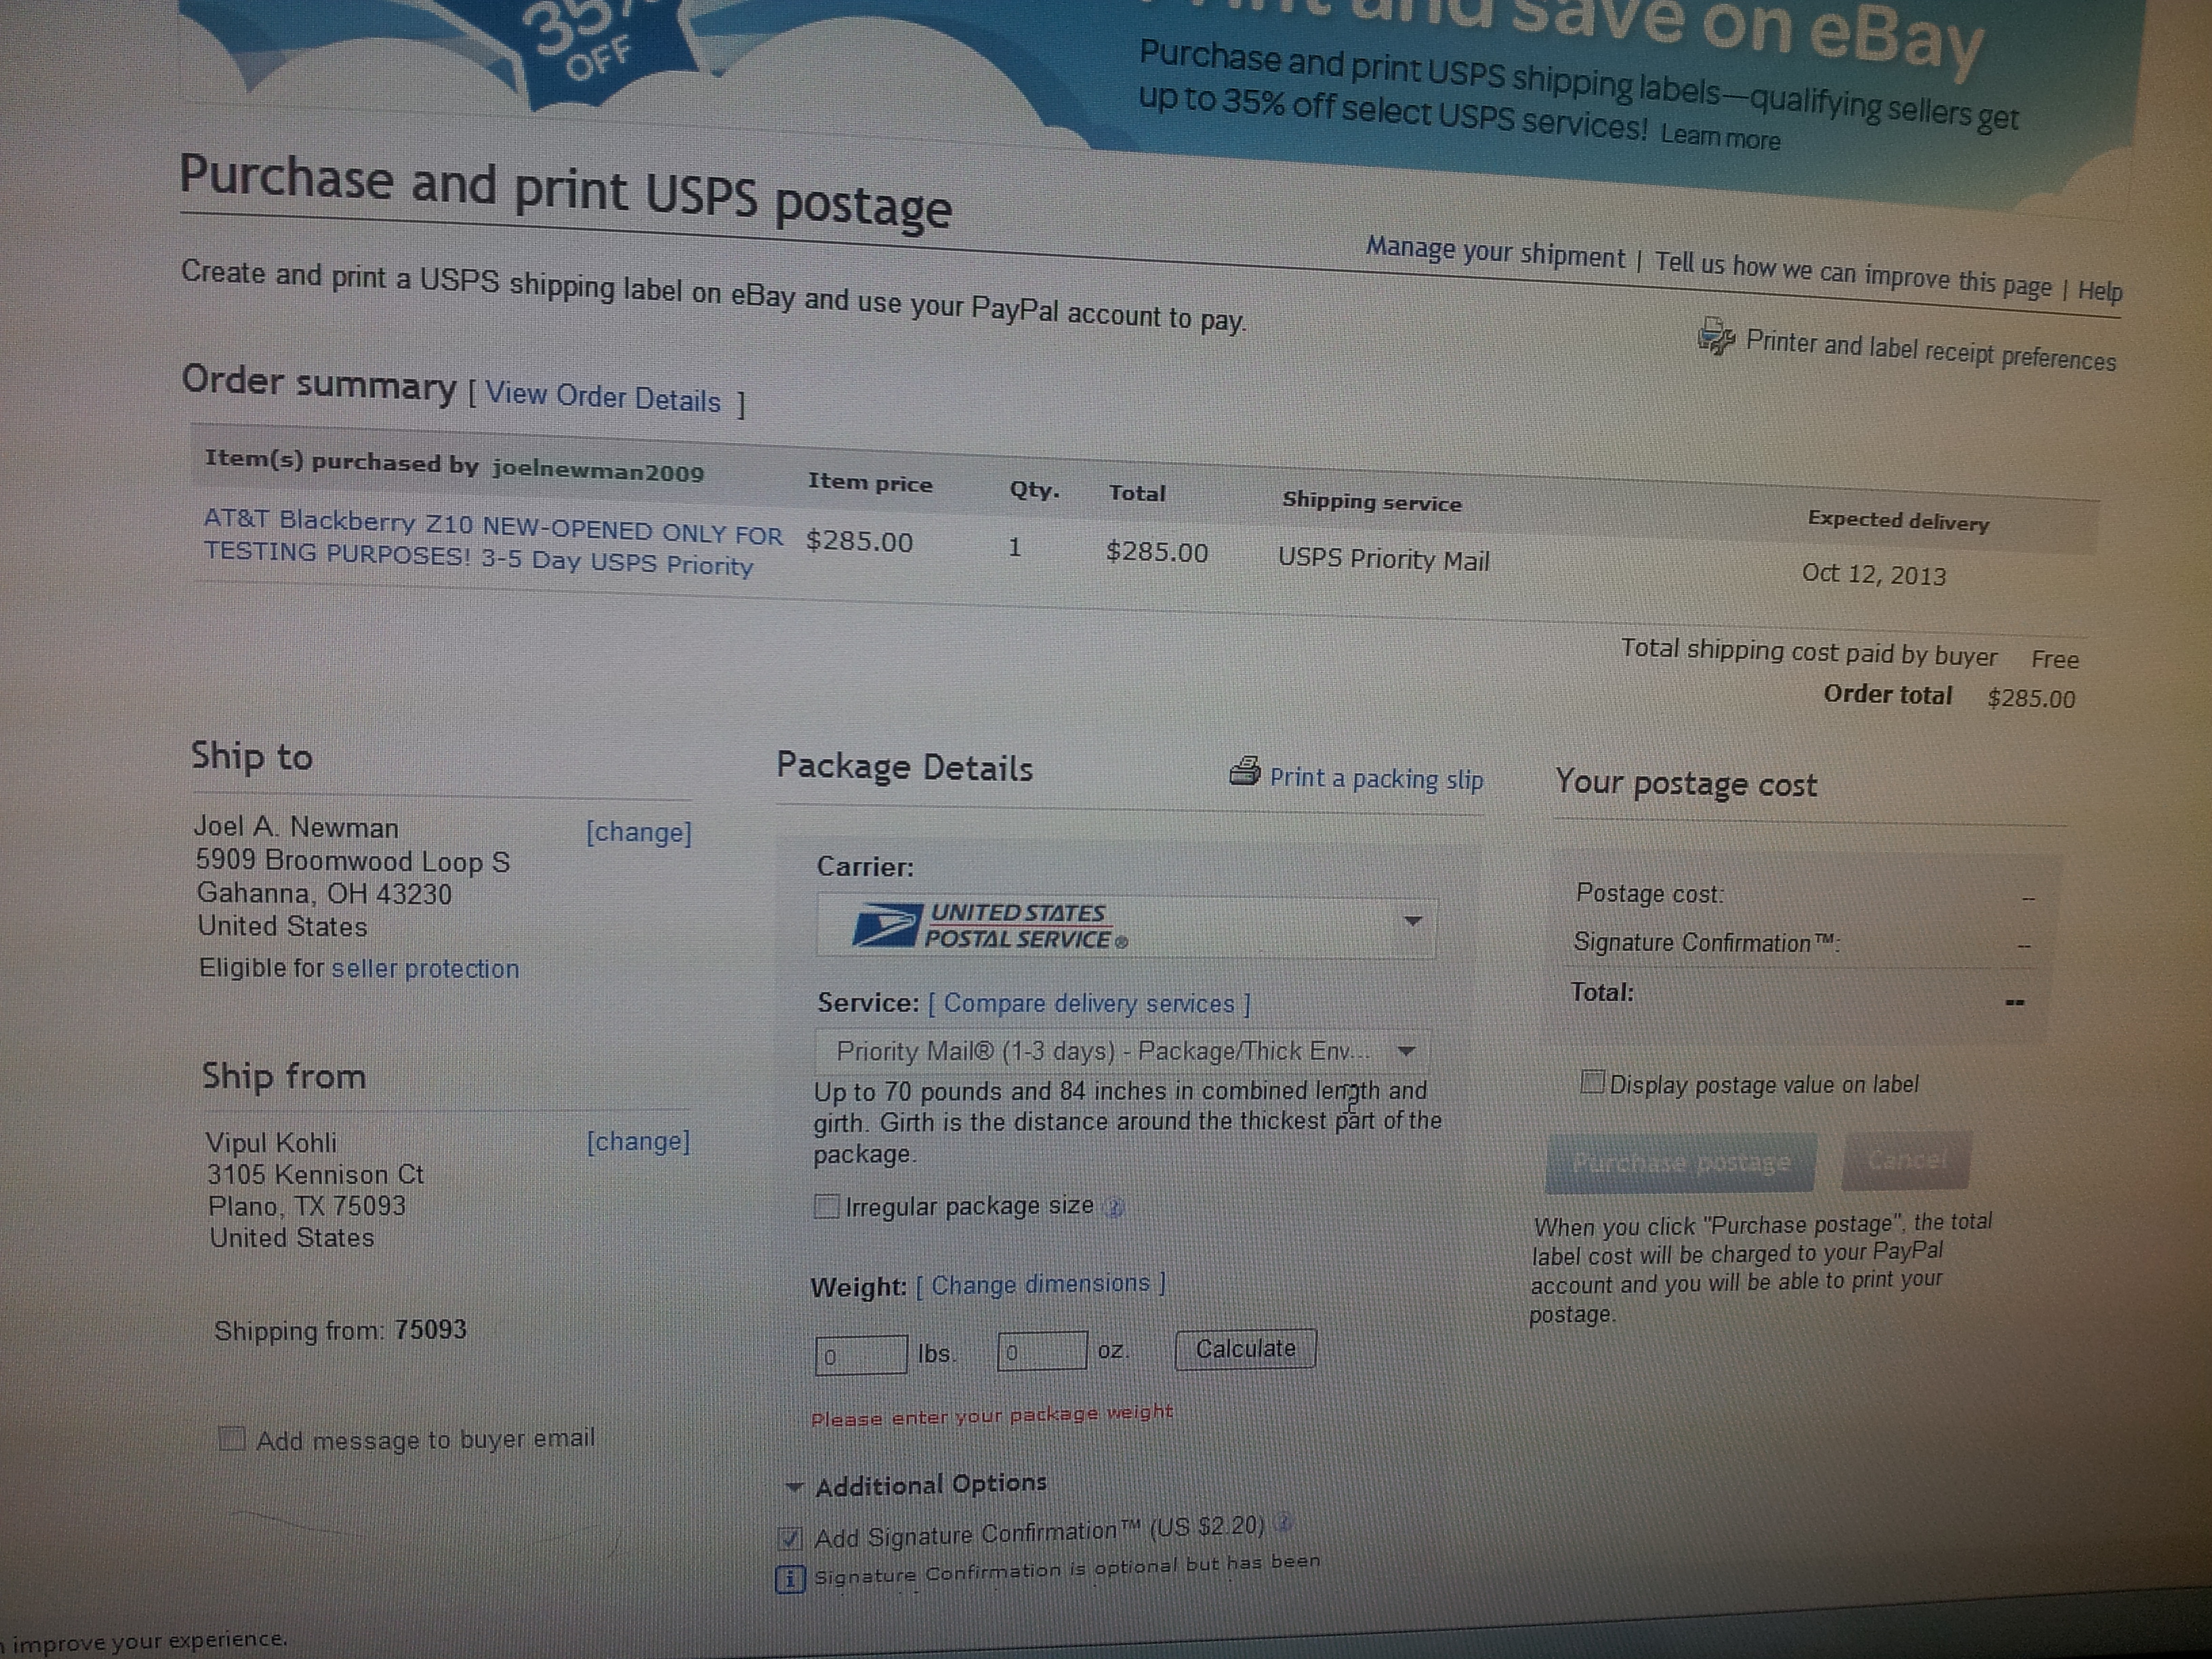 35%
OFF
and save on eBay
Purchase and print USPS shipping labels—qualifying sellers get
up to 35% off select USPS services! Learn more
Purchase and print USPS postage
Manage your shipment | Tell us how we can improve this page | Help
Create and print a USPS shipping label on eBay and use your PayPal account to pay.
Printer and label receipt preferences
Order summary [ View Order Details ]
Item(s) purchased by joelnewman2009 Item price Qty. Total Shipping service Expected delivery
AT&T Blackberry Z10 NEW-OPENED ONLY FOR $285.00 1 $285.00 USPS Priority Mail Oct 12, 2013
TESTING PURPOSES! 3-5 Day USPS Priority
Total shipping cost paid by buyer Free
Order total $285.00
Ship to
Joel A. Newman [change]
5909 Broomwood Loop S
Gahanna, OH 43230
United States
Eligible for seller protection
Ship from
Vipul Kohli [change]
3105 Kennison Ct
Plano, TX 75093
United States
Shipping from: 75093
Add message to buyer email
Package Details Print a packing slip
Carrier:
UNITED STATES
POSTAL SERVICE®
Service: [ Compare delivery services ]
Priority Mail® (1-3 days) - Package/Thick Env...
Up to 70 pounds and 84 inches in combined length and
girth. Girth is the distance around the thickest part of the
package.
Irregular package size ?
Weight: [ Change dimensions ]
0 lbs. 0 oz. Calculate
Please enter your package weight
Additional Options
Add Signature Confirmation™ (US $2.20) ?
i Signature Confirmation is optional but has been
Your postage cost
Postage cost: --
Signature Confirmation™: --
Total: --
Display postage value on label
Purchase postage Cancel
When you click "Purchase postage", the total
label cost will be charged to your PayPal
account and you will be able to print your
postage.
improve your experience.